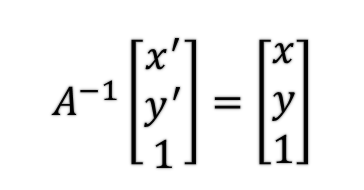 A⁻¹ [x′ y′ 1] = [x y 1]